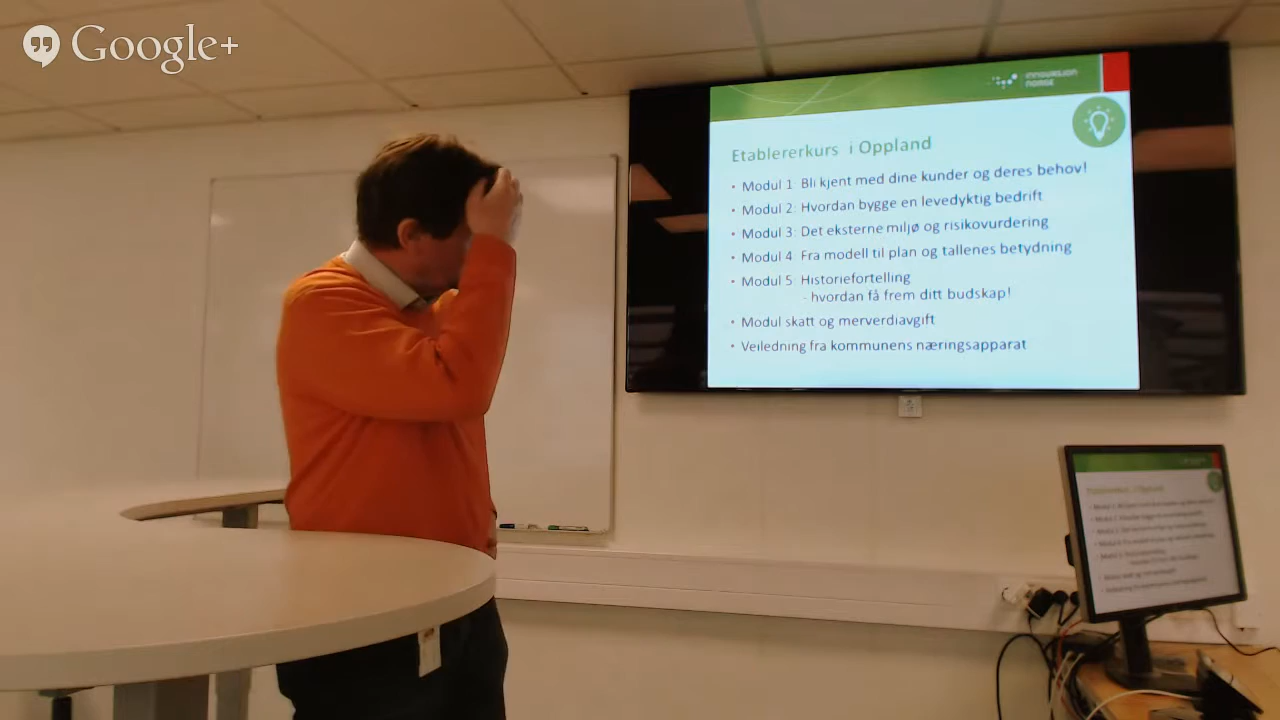 Google+
INNOVASJON
NORGE
Etablererkurs i Oppland
• Modul 1: Bli kjent med dine kunder og deres behov!
• Modul 2: Hvordan bygge en levedyktig bedrift
• Modul 3: Det eksterne miljø og risikovurdering
• Modul 4 Fra modell til plan og tallenes betydning
• Modul 5: Historiefortelling
- hvordan få frem ditt budskap!
• Modul skatt og merverdiavgift
• Veiledning fra kommunens næringsapparat